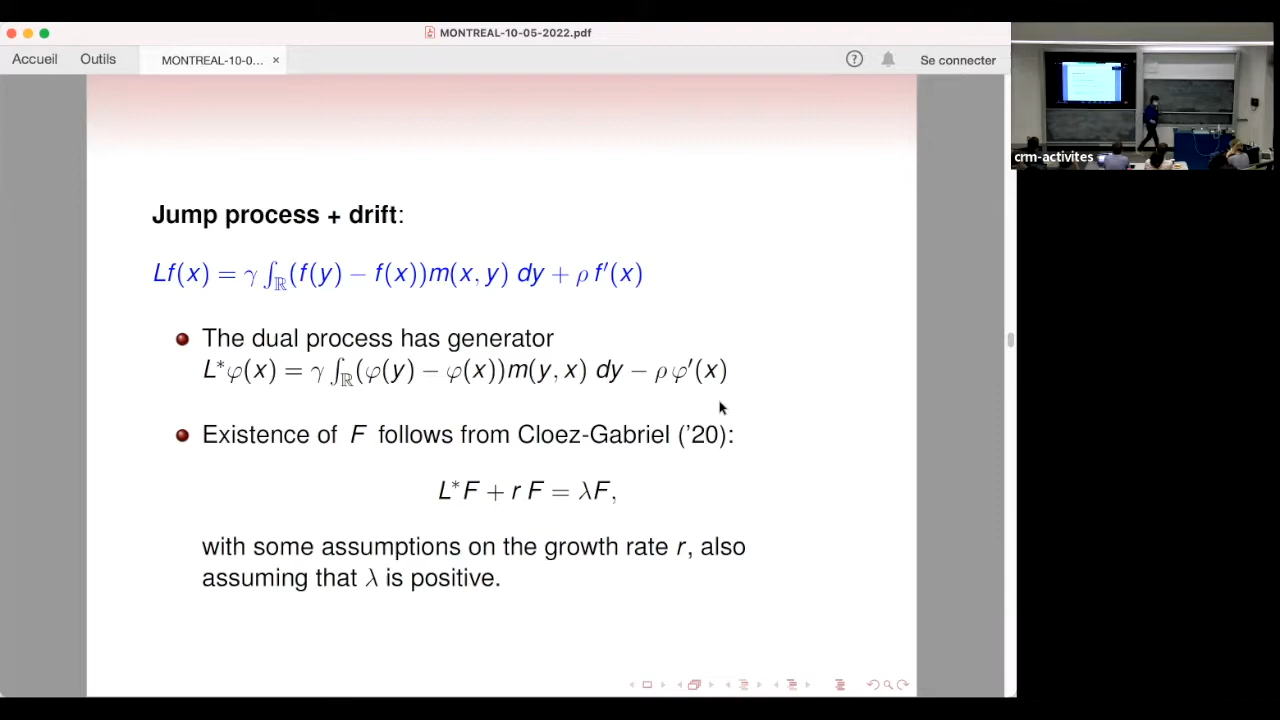 MONTREAL-10-05-2022.pdf
Accueil Outils MONTREAL-10-0... × ? Se connecter
crm-activites
Jump process + drift:
Lf(x) = γ ∫_ℝ (f(y) − f(x))m(x, y) dy + ρ f′(x)
The dual process has generator
L*φ(x) = γ ∫_ℝ (φ(y) − φ(x))m(y, x) dy − ρ φ′(x)
Existence of F follows from Cloez-Gabriel ('20):
L*F + r F = λF,
with some assumptions on the growth rate r, also
assuming that λ is positive.